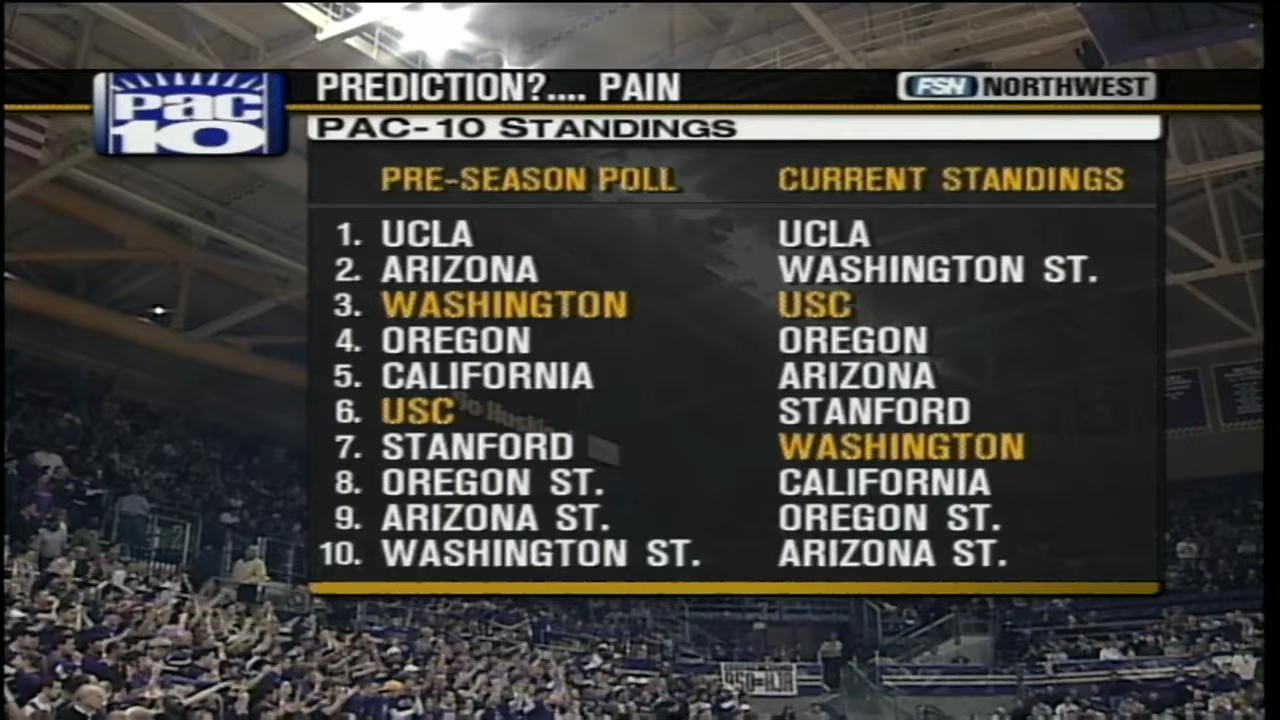 PREDICTION?.... PAIN
FSN NORTHWEST
Pac 10
PAC-10 STANDINGS
PRE-SEASON POLL CURRENT STANDINGS
1. UCLA UCLA
2. ARIZONA WASHINGTON ST.
3. WASHINGTON USC
4. OREGON OREGON
5. CALIFORNIA ARIZONA
6. USC STANFORD
7. STANFORD WASHINGTON
8. OREGON ST. CALIFORNIA
9. ARIZONA ST. OREGON ST.
10. WASHINGTON ST. ARIZONA ST.